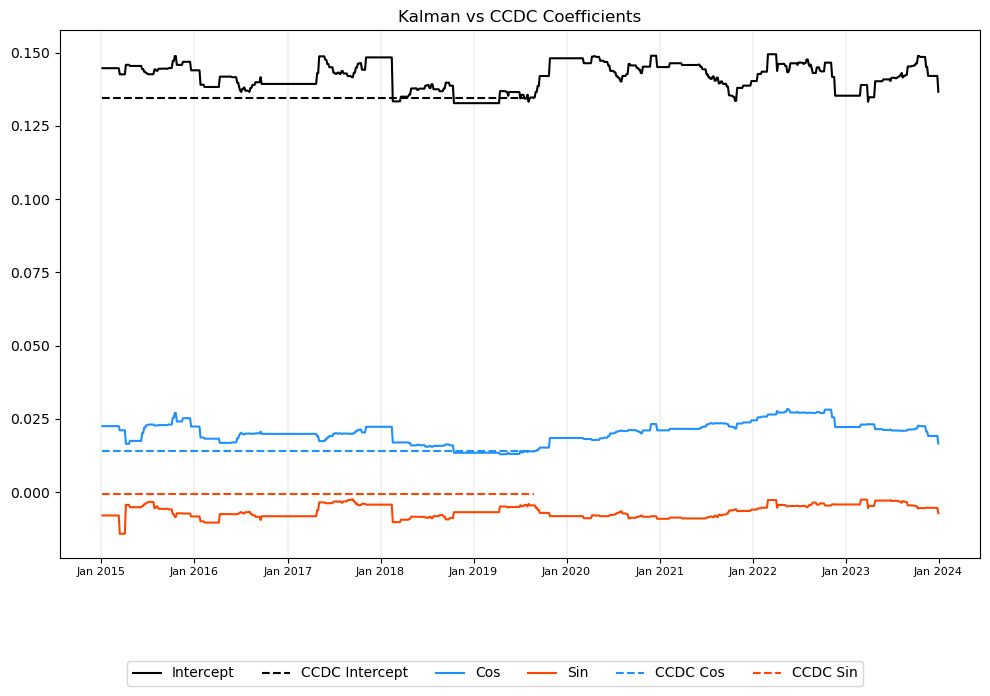 Kalman vs CCDC Coefficients
0.150
0.125
0.100
0.075
0.050
0.025
0.000
Jan 2015 Jan 2016 Jan 2017 Jan 2018 Jan 2019 Jan 2020 Jan 2021 Jan 2022 Jan 2023 Jan 2024
Intercept CCDC Intercept Cos Sin CCDC Cos CCDC Sin